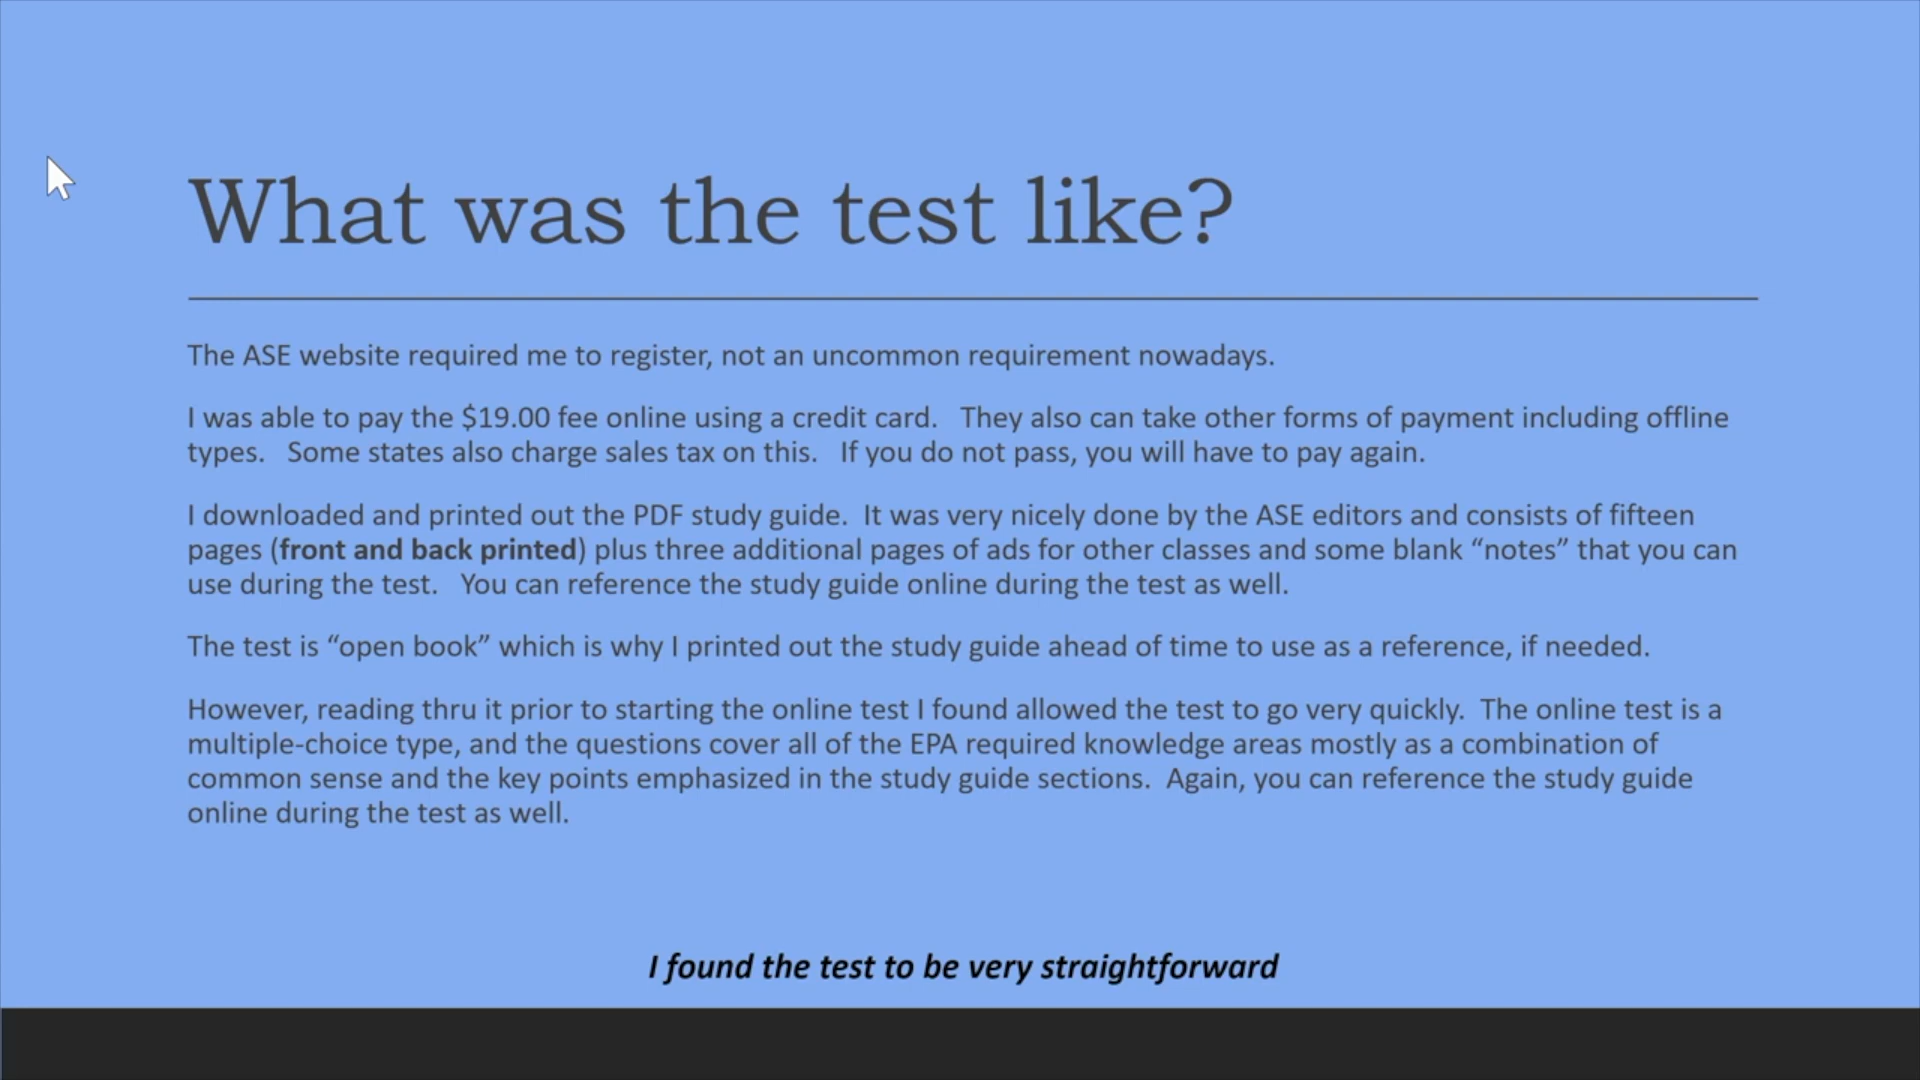 What was the test like?
The ASE website required me to register, not an uncommon requirement nowadays.
I was able to pay the $19.00 fee online using a credit card.   They also can take other forms of payment including offline
types.   Some states also charge sales tax on this.   If you do not pass, you will have to pay again.
I downloaded and printed out the PDF study guide.  It was very nicely done by the ASE editors and consists of fifteen
pages (front and back printed) plus three additional pages of ads for other classes and some blank “notes” that you can
use during the test.   You can reference the study guide online during the test as well.
The test is “open book” which is why I printed out the study guide ahead of time to use as a reference, if needed.
However, reading thru it prior to starting the online test I found allowed the test to go very quickly.  The online test is a
multiple-choice type, and the questions cover all of the EPA required knowledge areas mostly as a combination of
common sense and the key points emphasized in the study guide sections.  Again, you can reference the study guide
online during the test as well.
I found the test to be very straightforward